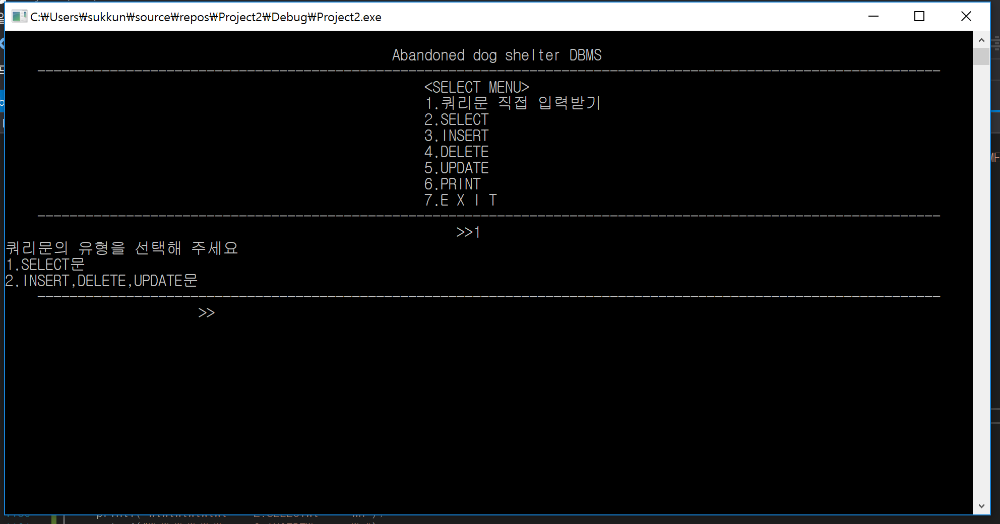 C:₩Users₩sukkun₩source₩repos₩Project2₩Debug₩Project2.exe
Abandoned dog shelter DBMS
<SELECT MENU>
1.쿼리문 직접 입력받기
2.SELECT
3.INSERT
4.DELETE
5.UPDATE
6.PRINT
7.E X I T
>>1
쿼리문의 유형을 선택해 주세요
1.SELECT문
2.INSERT,DELETE,UPDATE문
>>